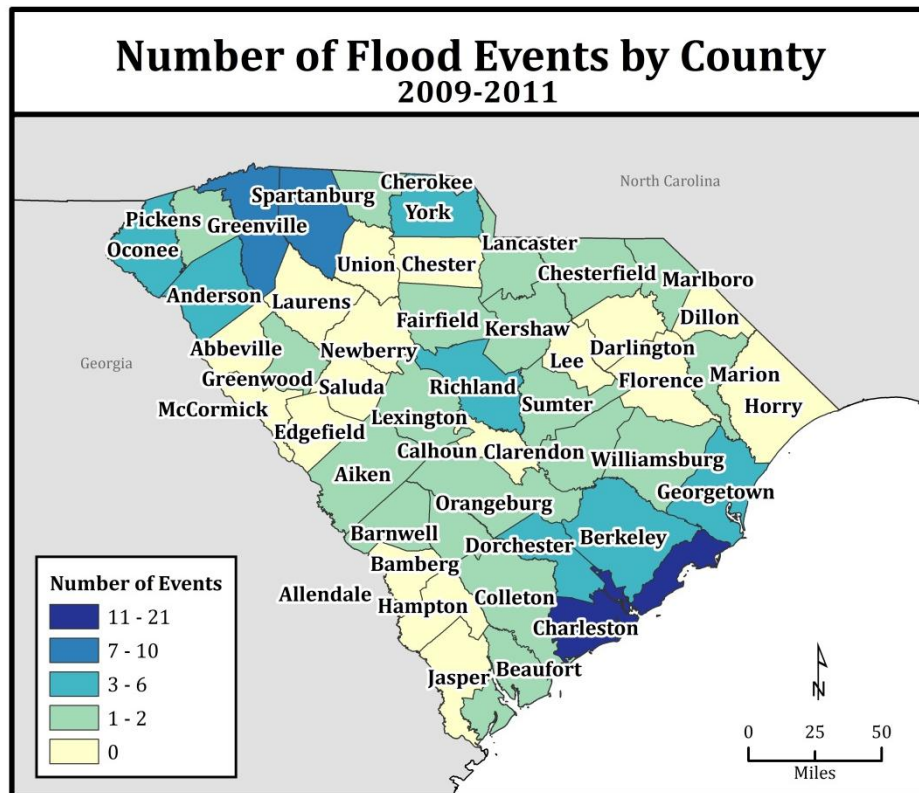 Number of Flood Events by County
2009-2011
North Carolina
Georgia
Cherokee
Spartanburg
York
Pickens
Greenville
Oconee
Lancaster
Union
Chester
Chesterfield
Marlboro
Anderson
Laurens
Dillon
Fairfield
Kershaw
Abbeville
Newberry
Lee
Darlington
Greenwood
Saluda
Richland
Florence
Marion
McCormick
Lexington
Sumter
Horry
Edgefield
Calhoun
Clarendon
Williamsburg
Aiken
Georgetown
Orangeburg
Barnwell
Dorchester
Berkeley
Bamberg
Allendale
Hampton
Colleton
Charleston
Jasper
Beaufort
Number of Events
11 - 21
7 - 10
3 - 6
1 - 2
0
N
0 25 50
Miles